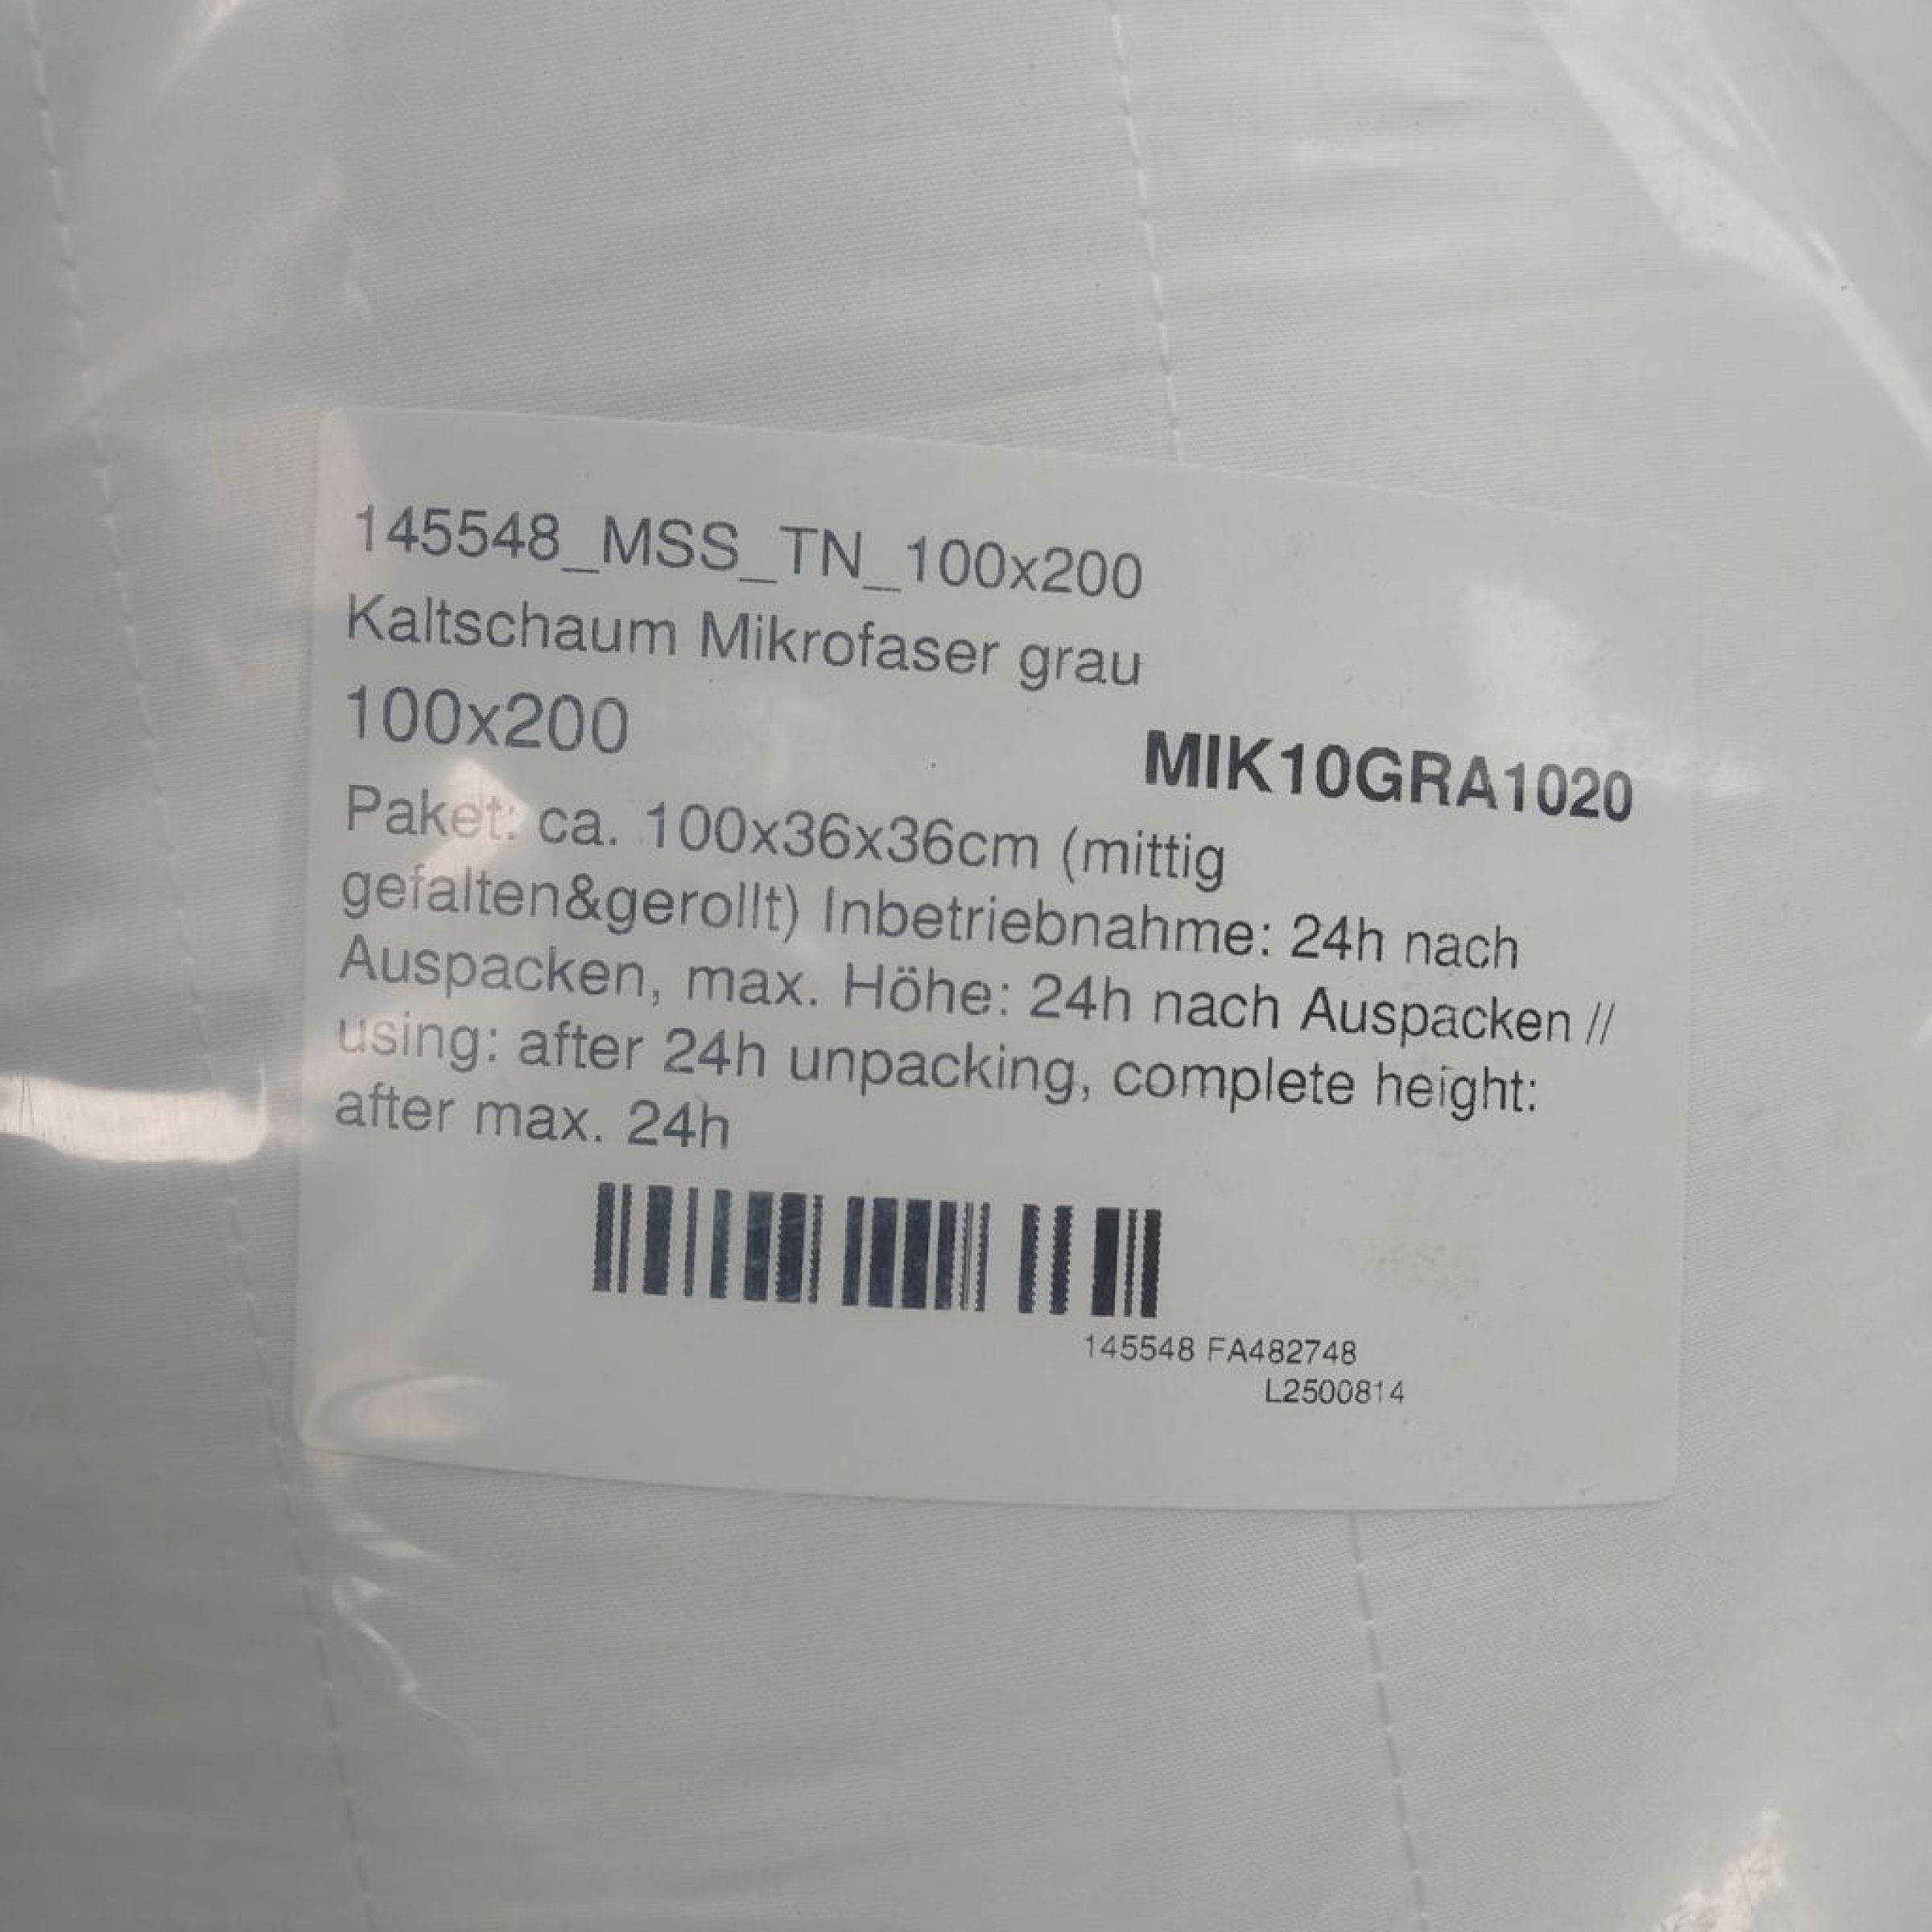 145548_MSS_TN_100x200
Kaltschaum Mikrofaser grau
100x200
MIK10GRA1020
Paket: ca. 100x36x36cm (mittig
gefalten&gerollt) Inbetriebnahme: 24h nach
Auspacken, max. Höhe: 24h nach Auspacken //
using: after 24h unpacking, complete height:
after max. 24h
145548 FA482748
L2500814